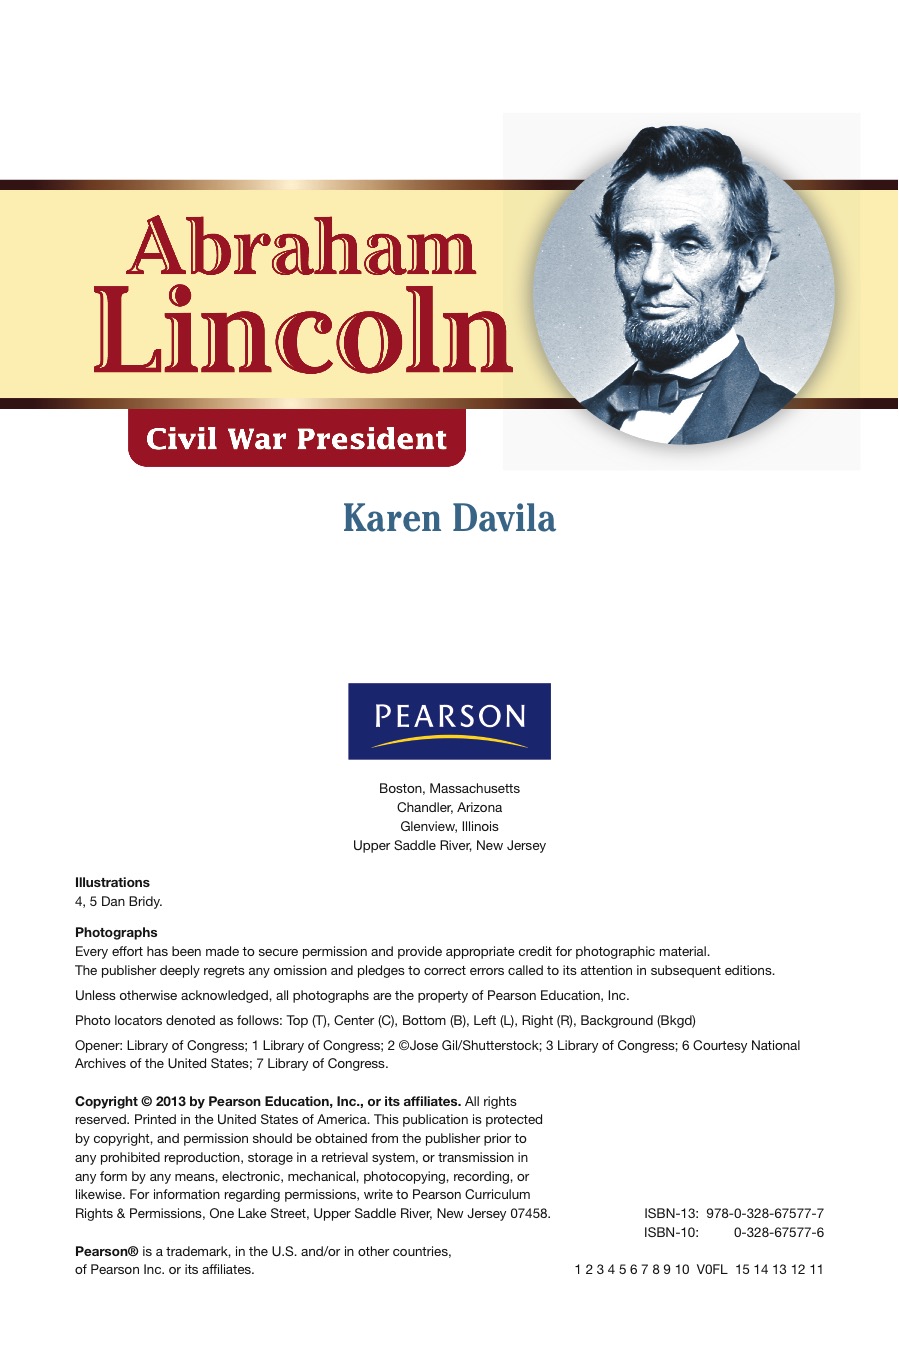 Abraham
Lincoln
Civil War President
Karen Davila
PEARSON
Boston, Massachusetts
Chandler, Arizona
Glenview, Illinois
Upper Saddle River, New Jersey
Illustrations
4, 5 Dan Bridy.
Photographs
Every effort has been made to secure permission and provide appropriate credit for photographic material.
The publisher deeply regrets any omission and pledges to correct errors called to its attention in subsequent editions.
Unless otherwise acknowledged, all photographs are the property of Pearson Education, Inc.
Photo locators denoted as follows: Top (T), Center (C), Bottom (B), Left (L), Right (R), Background (Bkgd)
Opener: Library of Congress; 1 Library of Congress; 2 ©Jose Gil/Shutterstock; 3 Library of Congress; 6 Courtesy National
Archives of the United States; 7 Library of Congress.
Copyright © 2013 by Pearson Education, Inc., or its affiliates. All rights
reserved. Printed in the United States of America. This publication is protected
by copyright, and permission should be obtained from the publisher prior to
any prohibited reproduction, storage in a retrieval system, or transmission in
any form by any means, electronic, mechanical, photocopying, recording, or
likewise. For information regarding permissions, write to Pearson Curriculum
Rights & Permissions, One Lake Street, Upper Saddle River, New Jersey 07458.
Pearson® is a trademark, in the U.S. and/or in other countries,
of Pearson Inc. or its affiliates.
ISBN-13: 978-0-328-67577-7
ISBN-10: 0-328-67577-6
1 2 3 4 5 6 7 8 9 10 V0FL 15 14 13 12 11